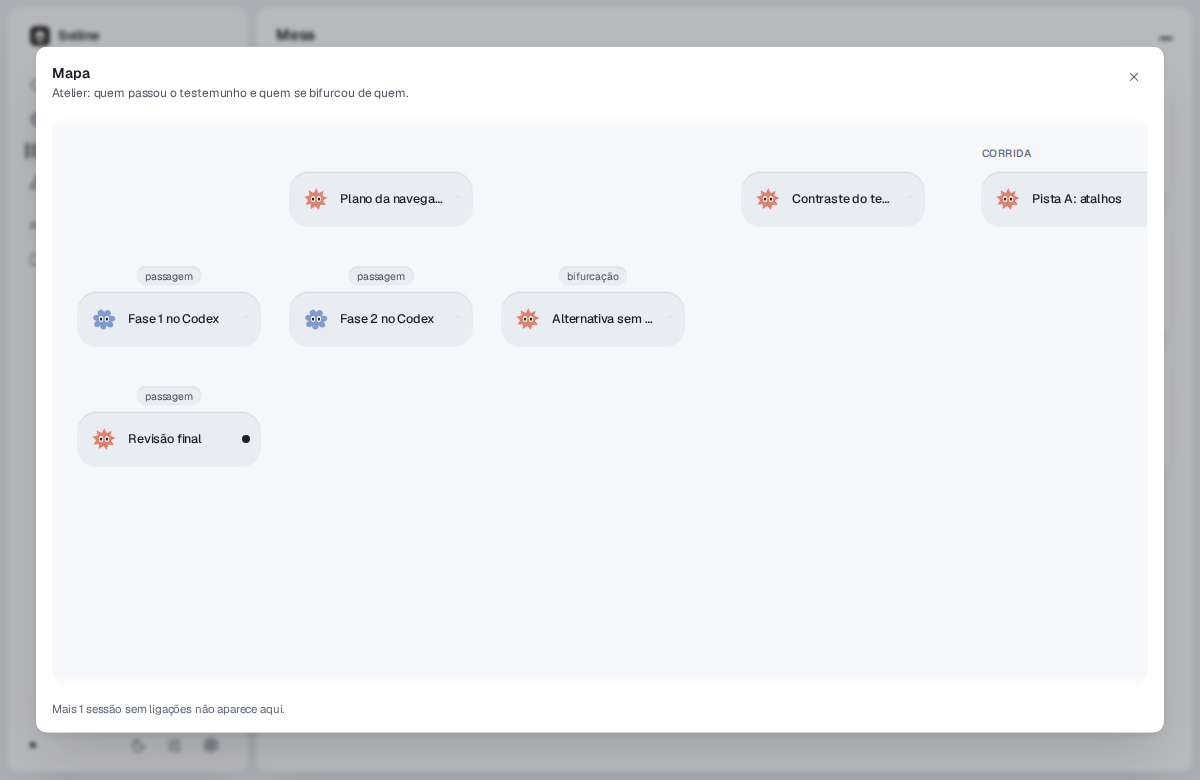 Solino
Mesa
Mapa
Atelier: quem passou o testemunho e quem se bifurcou de quem.
CORRIDA
Plano da navega...
Contraste do te...
Pista A: atalhos
passagem
passagem
bifurcação
Fase 1 no Codex
Fase 2 no Codex
Alternativa sem ...
passagem
Revisão final
Mais 1 sessão sem ligações não aparece aqui.